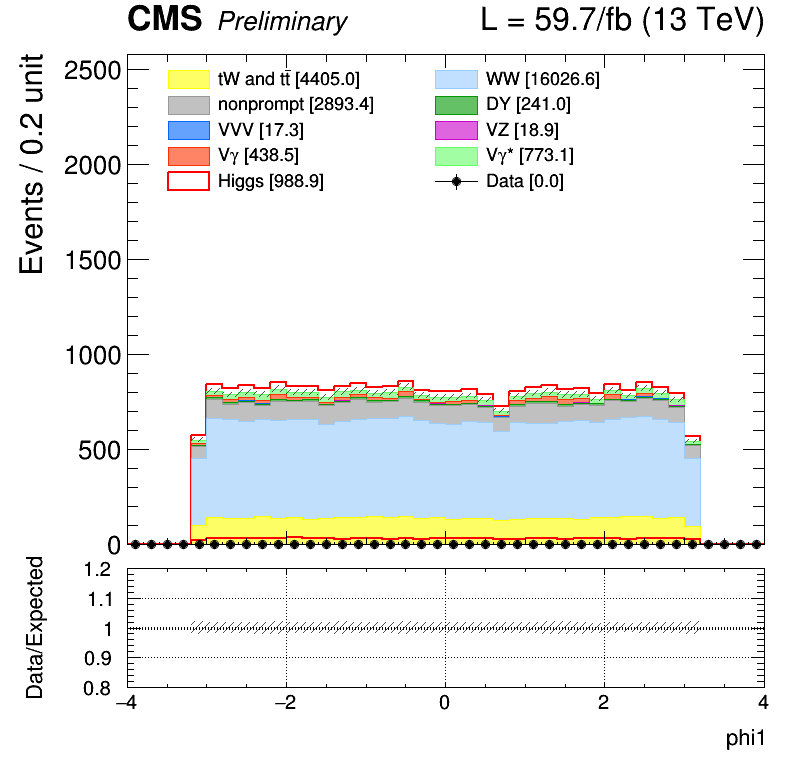 CMS Preliminary L = 59.7/fb (13 TeV)
Events / 0.2 unit
2500
2000
1500
1000
500
0
tW and tt̄ [4405.0]
WW [16026.6]
nonprompt [2893.4]
DY [241.0]
VVV [17.3]
VZ [18.9]
Vγ [438.5]
Vγ* [773.1]
Higgs [988.9]
Data [0.0]
Data/Expected
1.2
1.1
1
0.9
0.8
−4 −2 0 2 4
phi1